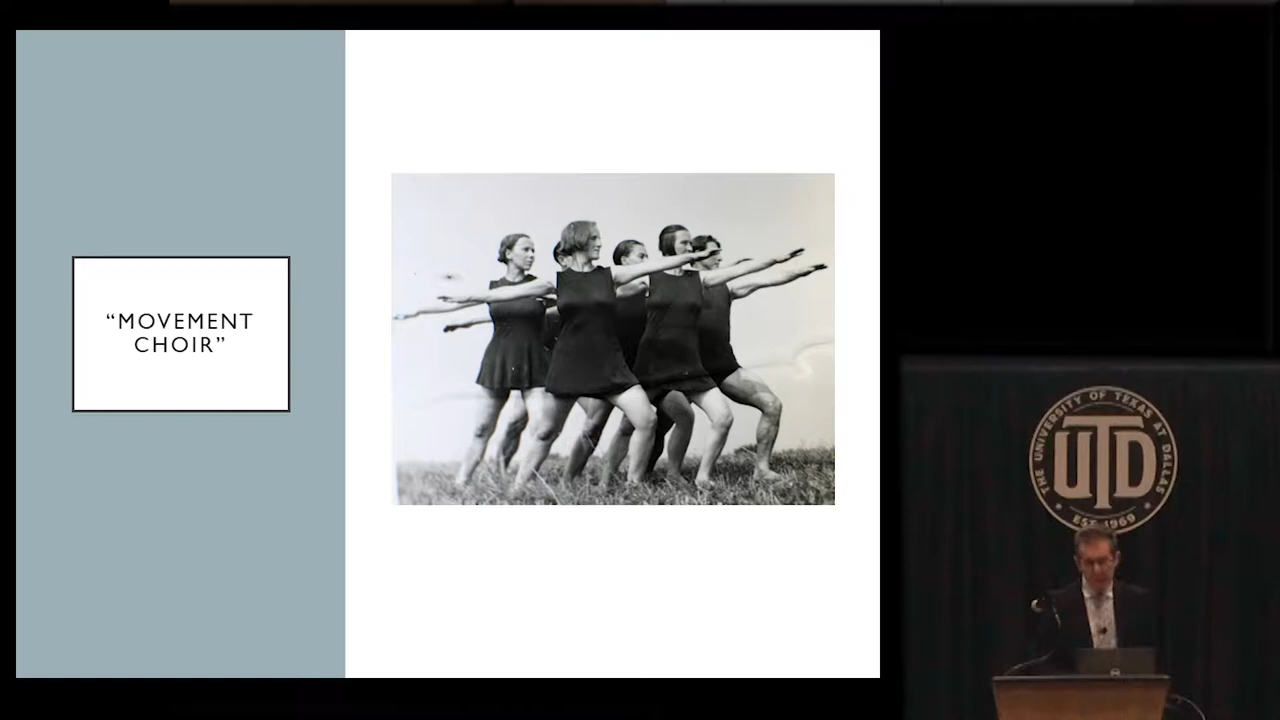 “MOVEMENT
CHOIR”
THE UNIVERSITY OF TEXAS AT DALLAS
UTD
EST 1969